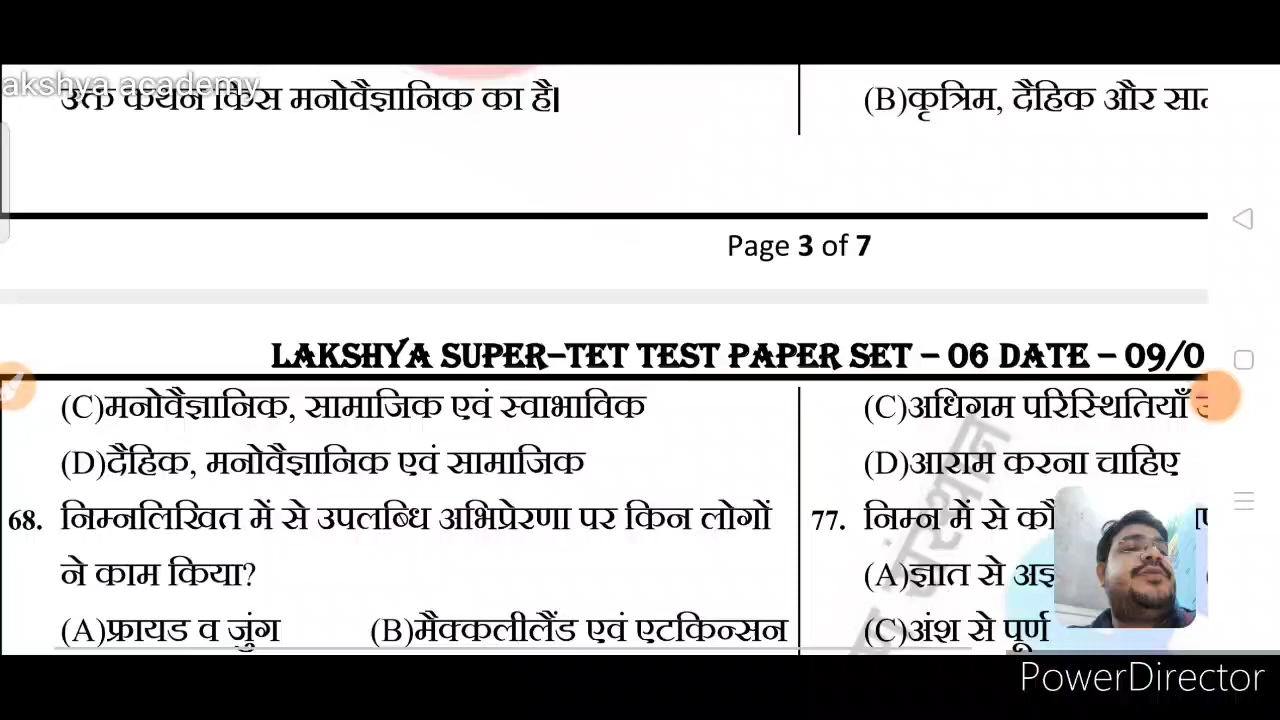 akshya academy
उक्त कथन किस मनोवैज्ञानिक का है।
(B)कृत्रिम, दैहिक और
Page 3 of 7
LAKSHYA SUPER-TET TEST PAPER SET – 06 DATE – 09/0
(C)मनोवैज्ञानिक, सामाजिक एवं स्वाभाविक
(D)दैहिक, मनोवैज्ञानिक एवं सामाजिक
68. निम्नलिखित में से उपलब्धि अभिप्रेरणा पर किन लोगों
ने काम किया?
(A)फ्रायड व जुंग (B)मैक्कलीलैंड एवं एटकिन्सन
(C)अधिगम परिस्थितियाँ
(D)आराम करना चाहिए
77. निम्न में से
(A)ज्ञात से
(C)अंश से पूर्ण
PowerDirector